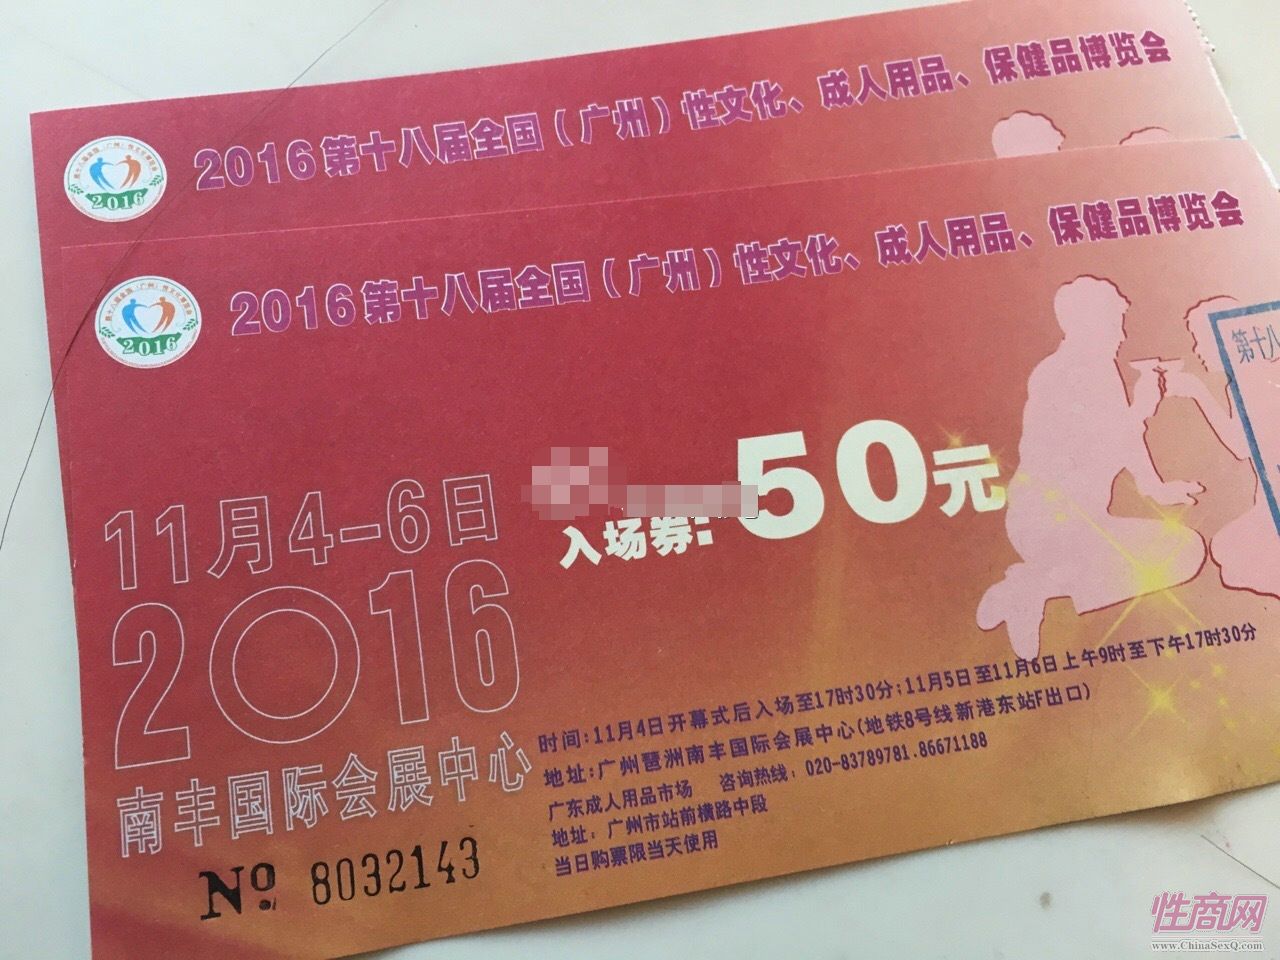 2016第十八届全国(广州)性文化、成人用品、保健品博览会
2016
2016第十八届全国(广州)性文化、成人用品、保健品博览会
2016
第十八
11月4-6日
2016
南丰国际会展中心
入场券:50元
时间:11月4日开幕式后入场至17时30分;11月5日至11月6日上午9时至下午17时30分
地址:广州琶洲南丰国际会展中心(地铁8号线新港东站F出口)
广东成人用品市场 咨询热线:020-83789781.86671188
地址:广州市站前横路中段
当日购票限当天使用
No 8032143
性商网
www.ChinaSexQ.com